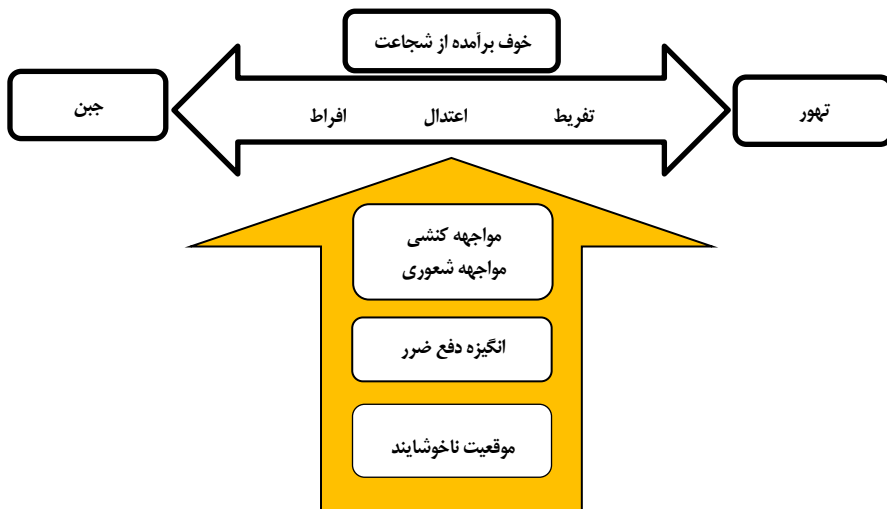 خوف برآمده از شجاعت
تهور
جبن
تفریط اعتدال افراط
مواجهه کنشی
مواجهه شعوری
انگیزه دفع ضرر
موقعیت ناخوشایند